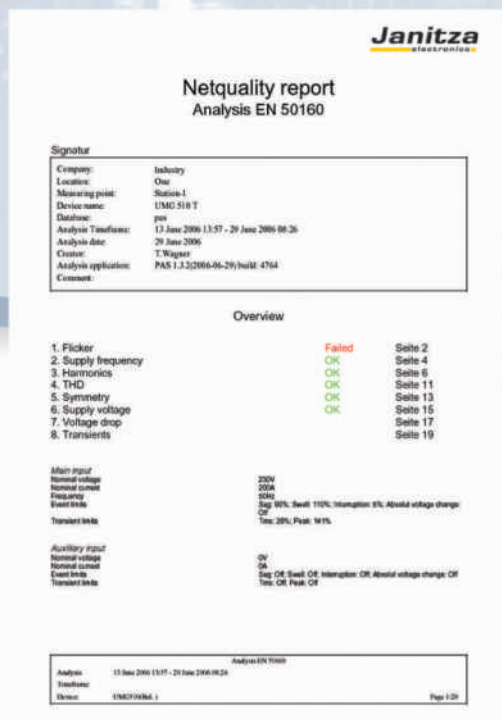 Janitza
electronics
Netquality report
Analysis EN 50160
Signatur
Company: Industry
Location: One
Measuring point: Station-1
Device name: UMG 510 T
Database: pas
Analysis Timeframe: 13 June 2006 13:57 - 29 June 2006 08:26
Analysis date: 29 June 2006
Creator: T.Wagner
Analysis application: PAS 1.3.2(2006-06-29) build: 4764
Comment:
Overview
1. Flicker Failed Seite 2
2. Supply frequency OK Seite 4
3. Harmonics OK Seite 6
4. THD OK Seite 11
5. Symmetry OK Seite 13
6. Supply voltage OK Seite 15
7. Voltage drop Seite 17
8. Transients Seite 19
Main input
Nominal voltage 230V
Nominal current 200A
Frequency 50Hz
Event limits Sag: 90%; Swell: 110%; Interruption: 5%; Absolut voltage change:
Off
Transient limits Tms: 28%; Peak: 141%
Auxiliary input
Nominal voltage 0V
Nominal current 0A
Event limits Sag: Off; Swell: Off; Interruption: Off; Absolut voltage change: Off
Transient limits Tms: Off; Peak: Off
Analysis EN 50160
Analysis 13 June 2006 13:57 - 29 June 2006 08:26
Timeframe:
Device: Page 1/20